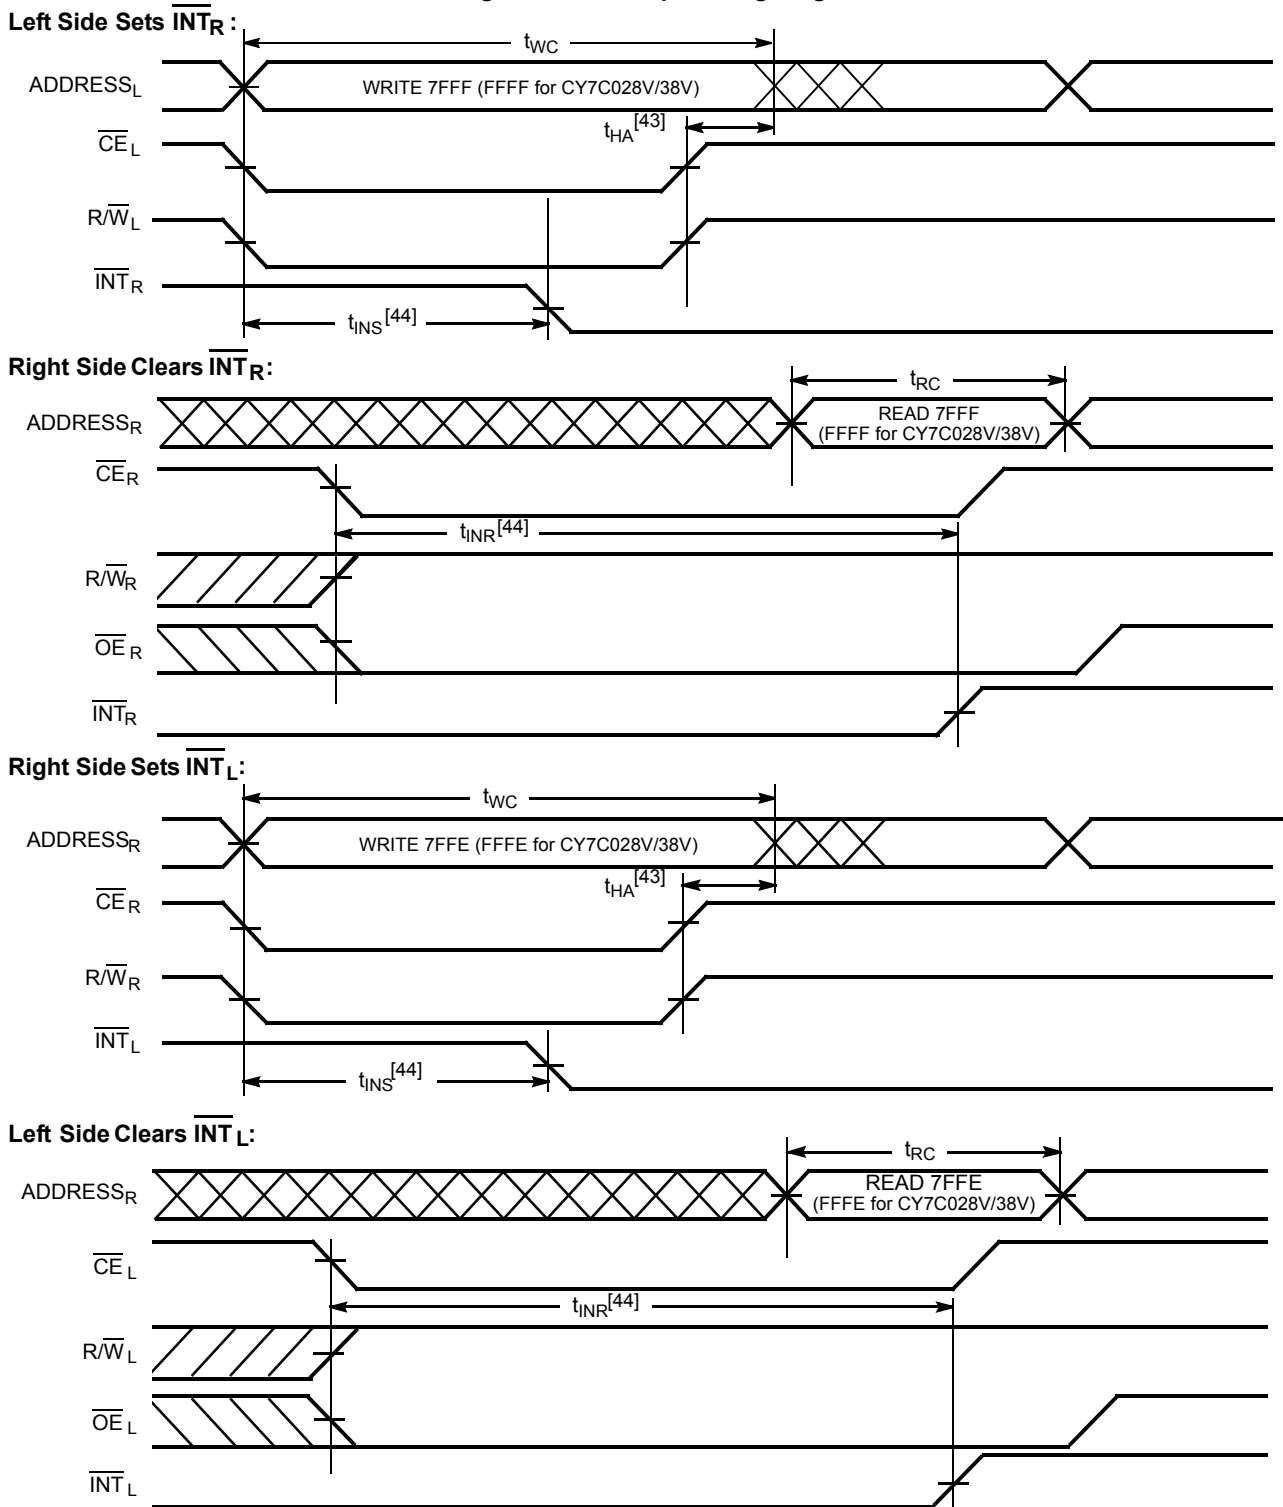 Left Side Sets INTR :
tWC
ADDRESSL
WRITE 7FFF (FFFF for CY7C028V/38V)
tHA[43]
CEL
R/WL
INTR
tINS[44]
Right Side Clears INTR:
tRC
ADDRESSR
READ 7FFF
(FFFF for CY7C028V/38V)
CER
tINR[44]
R/WR
OER
INTR
Right Side Sets INTL:
tWC
ADDRESSR
WRITE 7FFE (FFFE for CY7C028V/38V)
tHA[43]
CER
R/WR
INTL
tINS[44]
Left Side Clears INTL:
tRC
ADDRESSR
READ 7FFE
(FFFE for CY7C028V/38V)
CEL
tINR[44]
R/WL
OEL
INTL